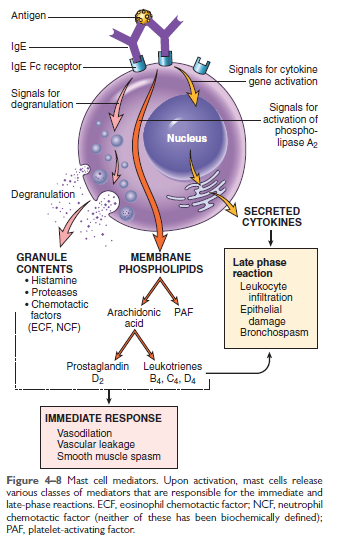 Antigen
IgE
IgE Fc receptor
Signals for
degranulation
Signals for cytokine
gene activation
Signals for
activation of
phospho-
lipase A2
Nucleus
Degranulation
SECRETED
CYTOKINES
GRANULE
CONTENTS
• Histamine
• Proteases
• Chemotactic
factors
(ECF, NCF)
MEMBRANE
PHOSPHOLIPIDS
Arachidonic
acid
PAF
Prostaglandin
D2
Leukotrienes
B4, C4, D4
Late phase
reaction
Leukocyte
infiltration
Epithelial
damage
Bronchospasm
IMMEDIATE RESPONSE
Vasodilation
Vascular leakage
Smooth muscle spasm
Figure 4–8 Mast cell mediators. Upon activation, mast cells release
various classes of mediators that are responsible for the immediate and
late-phase reactions. ECF, eosinophil chemotactic factor; NCF, neutrophil
chemotactic factor (neither of these has been biochemically defined);
PAF, platelet-activating factor.